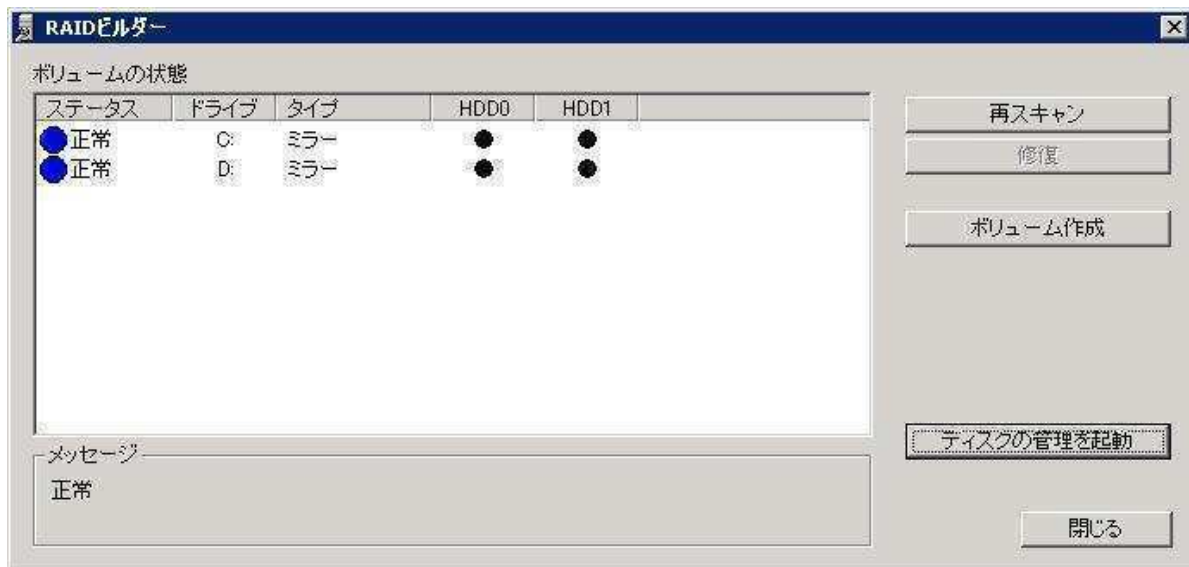 RAIDビルダー
ボリュームの状態
ステータス ドライブ タイプ HDD0 HDD1
正常 C: ミラー
正常 D: ミラー
再スキャン
修復
ボリューム作成
ディスクの管理を起動
メッセージ
正常
閉じる